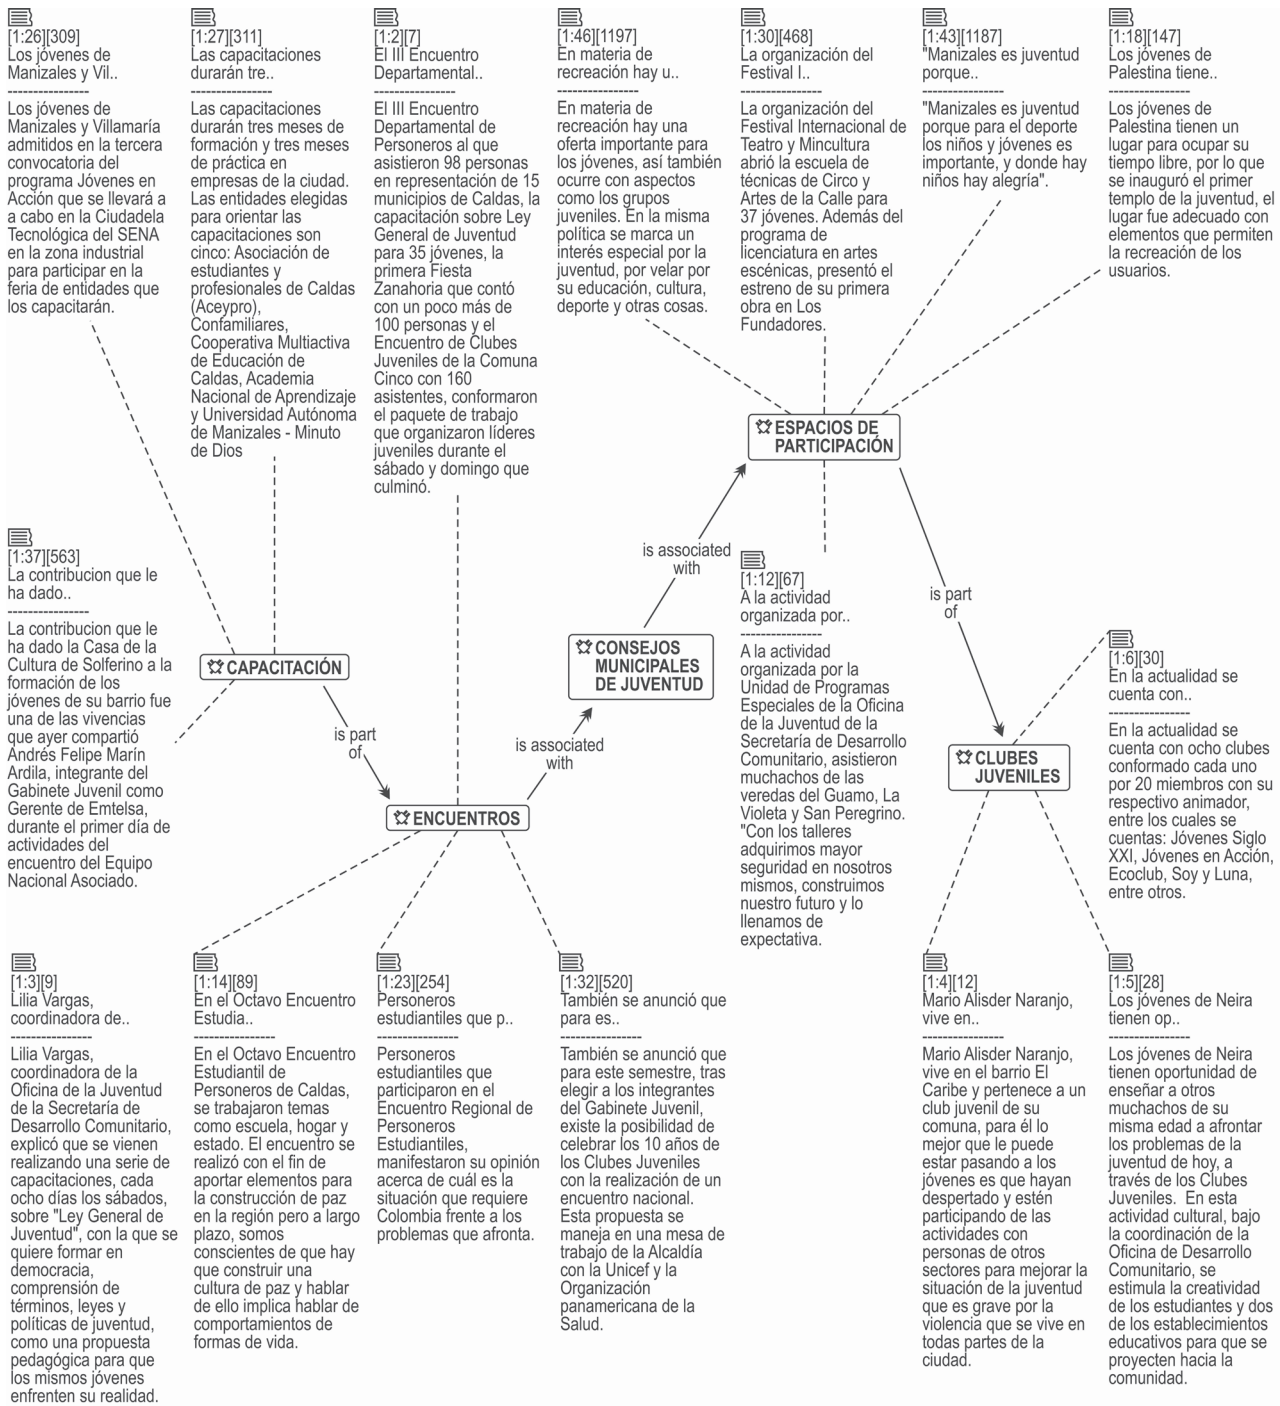 [1:26][309]
Los jóvenes de
Manizales y Vil..
----------------
Los jóvenes de
Manizales y Villamaría
admitidos en la tercera
convocatoria del
programa Jóvenes en
Acción que se llevará a
a cabo en la Ciudadela
Tecnológica del SENA
en la zona industrial
para participar en la
feria de entidades que
los capacitarán.
[1:27][311]
Las capacitaciones
durarán tre..
----------------
Las capacitaciones
durarán tres meses de
formación y tres meses
de práctica en
empresas de la ciudad.
Las entidades elegidas
para orientar las
capacitaciones son
cinco: Asociación de
estudiantes y
profesionales de Caldas
(Aceypro),
Confamiliares,
Cooperativa Multiactiva
de Educación de
Caldas, Academia
Nacional de Aprendizaje
y Universidad Autónoma
de Manizales - Minuto
de Dios
[1:2][7]
El III Encuentro
Departamental..
----------------
El III Encuentro
Departamental de
Personeros al que
asistieron 98 personas
en representación de 15
municipios de Caldas, la
capacitación sobre Ley
General de Juventud
para 35 jóvenes, la
primera Fiesta
Zanahoria que contó
con un poco más de
100 personas y el
Encuentro de Clubes
Juveniles de la Comuna
Cinco con 160
asistentes, conformaron
el paquete de trabajo
que organizaron líderes
juveniles durante el
sábado y domingo que
culminó.
[1:46][1197]
En materia de
recreación hay u..
----------------
En materia de
recreación hay una
oferta importante para
los jóvenes, así también
ocurre con aspectos
como los grupos
juveniles. En la misma
política se marca un
interés especial por la
juventud, por velar por
su educación, cultura,
deporte y otras cosas.
[1:30][468]
La organización del
Festival I..
----------------
La organización del
Festival Internacional de
Teatro y Mincultura
abrió la escuela de
técnicas de Circo y
Artes de la Calle para
37 jóvenes. Además del
programa de
licenciatura en artes
escénicas, presentó el
estreno de su primera
obra en Los
Fundadores.
[1:43][1187]
"Manizales es juventud
porque..
----------------
"Manizales es juventud
porque para el deporte
los niños y jóvenes es
importante, y donde hay
niños hay alegría".
[1:18][147]
Los jóvenes de
Palestina tiene..
----------------
Los jóvenes de
Palestina tienen un
lugar para ocupar su
tiempo libre, por lo que
se inauguró el primer
templo de la juventud, el
lugar fue adecuado con
elementos que permiten
la recreación de los
usuarios.
ESPACIOS DE
PARTICIPACIÓN
is associated
with
is part
of
[1:37][563]
La contribucion que le
ha dado..
----------------
La contribucion que le
ha dado la Casa de la
Cultura de Solferino a la
formación de los
jóvenes de su barrio fue
una de las vivencias
que ayer compartió
Andrés Felipe Marín
Ardila, integrante del
Gabinete Juvenil como
Gerente de Emtelsa,
durante el primer día de
actividades del
encuentro del Equipo
Nacional Asociado.
CAPACITACIÓN
is part
of
ENCUENTROS
is associated
with
CONSEJOS
MUNICIPALES
DE JUVENTUD
[1:12][67]
A la actividad
organizada por..
----------------
A la actividad
organizada por la
Unidad de Programas
Especiales de la Oficina
de la Juventud de la
Secretaría de Desarrollo
Comunitario, asistieron
muchachos de las
veredas del Guamo, La
Violeta y San Peregrino.
"Con los talleres
adquirimos mayor
seguridad en nosotros
mismos, construimos
nuestro futuro y lo
llenamos de
expectativa.
CLUBES
JUVENILES
[1:6][30]
En la actualidad se
cuenta con..
----------------
En la actualidad se
cuenta con ocho clubes
conformado cada uno
por 20 miembros con su
respectivo animador,
entre los cuales se
cuentas: Jóvenes Siglo
XXI, Jóvenes en Acción,
Ecoclub, Soy y Luna,
entre otros.
[1:3][9]
Lilia Vargas,
coordinadora de..
----------------
Lilia Vargas,
coordinadora de la
Oficina de la Juventud
de la Secretaría de
Desarrollo Comunitario,
explicó que se vienen
realizando una serie de
capacitaciones, cada
ocho días los sábados,
sobre "Ley General de
Juventud", con la que se
quiere formar en
democracia,
comprensión de
términos, leyes y
políticas de juventud,
como una propuesta
pedagógica para que
los mismos jóvenes
enfrenten su realidad.
[1:14][89]
En el Octavo Encuentro
Estudia..
----------------
En el Octavo Encuentro
Estudiantil de
Personeros de Caldas,
se trabajaron temas
como escuela, hogar y
estado. El encuentro se
realizó con el fin de
aportar elementos para
la construcción de paz
en la región pero a largo
plazo, somos
conscientes de que hay
que construir una
cultura de paz y hablar
de ello implica hablar de
comportamientos de
formas de vida.
[1:23][254]
Personeros
estudiantiles que p..
----------------
Personeros
estudiantiles que
participaron en el
Encuentro Regional de
Personeros
Estudiantiles,
manifestaron su opinión
acerca de cuál es la
situación que requiere
Colombia frente a los
problemas que afronta.
[1:32][520]
También se anunció que
para es..
----------------
También se anunció que
para este semestre, tras
elegir a los integrantes
del Gabinete Juvenil,
existe la posibilidad de
celebrar los 10 años de
los Clubes Juveniles
con la realización de un
encuentro nacional.
Esta propuesta se
maneja en una mesa de
trabajo de la Alcaldía
con la Unicef y la
Organización
panamericana de la
Salud.
[1:4][12]
Mario Alisder Naranjo,
vive en..
----------------
Mario Alisder Naranjo,
vive en el barrio El
Caribe y pertenece a un
club juvenil de su
comuna, para él lo
mejor que le puede
estar pasando a los
jóvenes es que hayan
despertado y estén
participando de las
actividades con
personas de otros
sectores para mejorar la
situación de la juventud
que es grave por la
violencia que se vive en
todas partes de la
ciudad.
[1:5][28]
Los jóvenes de Neira
tienen op..
----------------
Los jóvenes de Neira
tienen oportunidad de
enseñar a otros
muchachos de su
misma edad a afrontar
los problemas de la
juventud de hoy, a
través de los Clubes
Juveniles.  En esta
actividad cultural, bajo
la coordinación de la
Oficina de Desarrollo
Comunitario, se
estimula la creatividad
de los estudiantes y dos
de los establecimientos
educativos para que se
proyecten hacia la
comunidad.